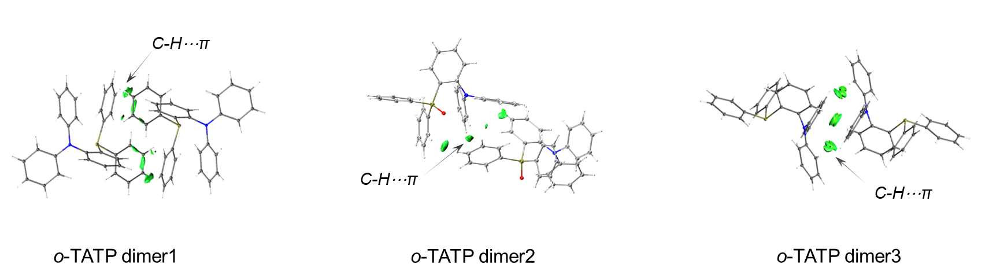 C-H···π
C-H···π
C-H···π
o-TATP dimer1
o-TATP dimer2
o-TATP dimer3